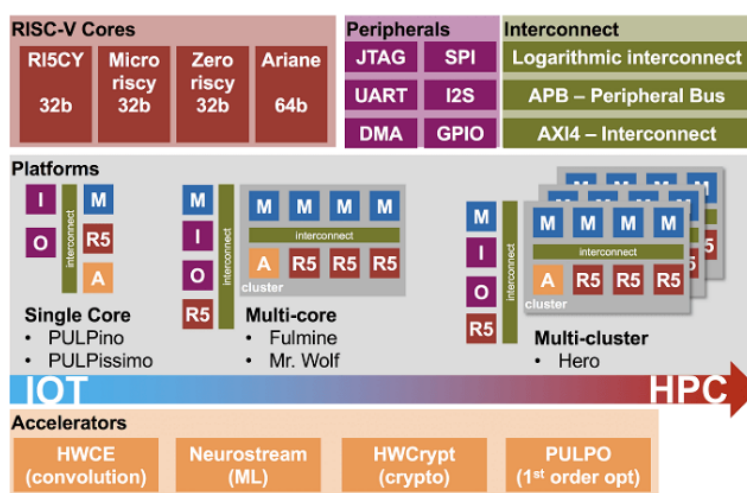 RISC-V Cores
RI5CY
32b
Micro
riscy
32b
Zero
riscy
32b
Ariane
64b
Peripherals
JTAG
SPI
UART
I2S
DMA
GPIO
Interconnect
Logarithmic interconnect
APB – Peripheral Bus
AXI4 – Interconnect
Platforms
I
O
interconnect
M
R5
A
Single Core
• PULPino
• PULPissimo
M
I
O
R5
interconnect
M M M M
interconnect
A R5 R5 R5
cluster
Multi-core
• Fulmine
• Mr. Wolf
M
I
O
R5
interconnect
M M M M
M M M M
M M M M
interconnect
A R5 R5 R5
R5
R5
cluster
Multi-cluster
• Hero
IOT
HPC
Accelerators
HWCE
(convolution)
Neurostream
(ML)
HWCrypt
(crypto)
PULPO
(1st order opt)